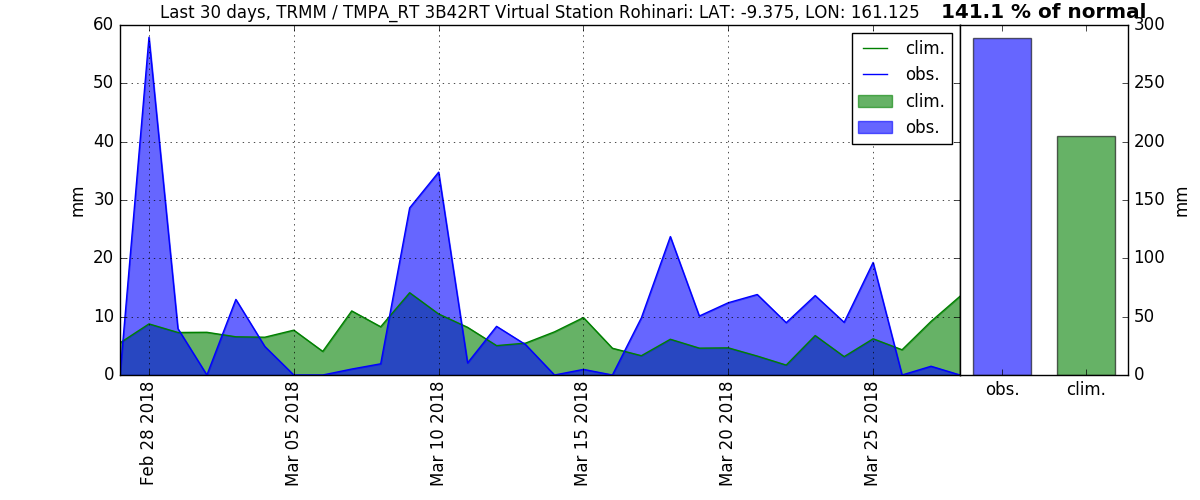 Last 30 days, TRMM / TMPA_RT 3B42RT Virtual Station Rohinari: LAT: -9.375, LON: 161.125
141.1 % of normal
60
50
40
30
20
10
0
mm
clim.
obs.
clim.
obs.
Feb 28 2018
Mar 05 2018
Mar 10 2018
Mar 15 2018
Mar 20 2018
Mar 25 2018
300
250
200
150
100
50
0
mm
obs.
clim.